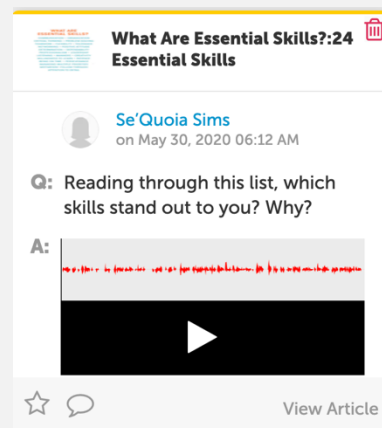 What Are Essential Skills?:24
Essential Skills
Se'Quoia Sims
on May 30, 2020 06:12 AM
Q: Reading through this list, which
skills stand out to you? Why?
A:
View Article